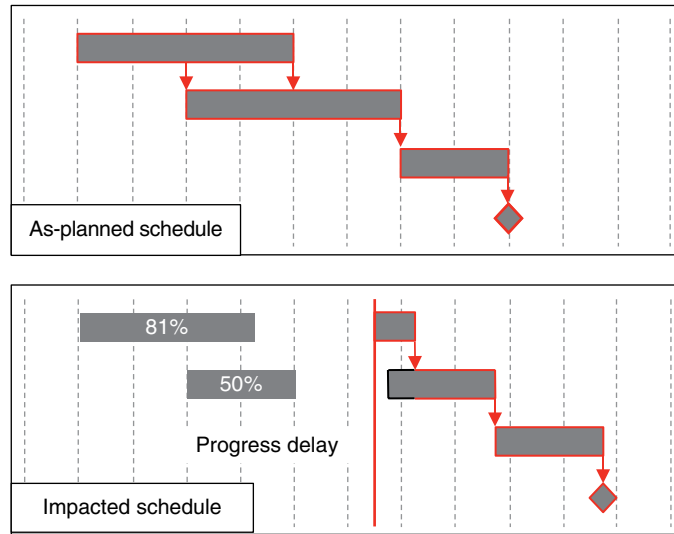 As-planned schedule
81%
50%
Progress delay
Impacted schedule